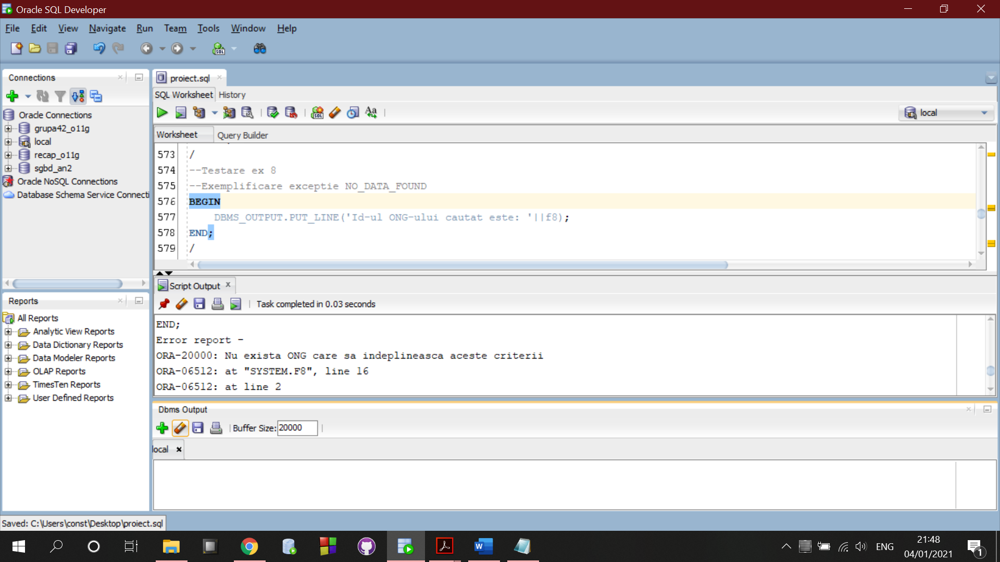 Oracle SQL Developer
File Edit View Navigate Run Team Tools Window Help
Connections
Oracle Connections
grupa42_o11g
local
recap_o11g
sgbd_an2
Oracle NoSQL Connections
Database Schema Service Connecti
Reports
All Reports
Analytic View Reports
Data Dictionary Reports
Data Modeler Reports
OLAP Reports
TimesTen Reports
User Defined Reports
proiect.sql
SQL Worksheet History
local
Worksheet Query Builder
573 /
574 --Testare ex 8
575 --Exemplificare exceptie NO_DATA_FOUND
576 BEGIN
577 DBMS_OUTPUT.PUT_LINE('Id-ul ONG-ului cautat este: '||f8);
578 END;
579 /
Script Output
Task completed in 0.03 seconds
END;
Error report -
ORA-20000: Nu exista ONG care sa indeplineasca aceste criterii
ORA-06512: at "SYSTEM.F8", line 16
ORA-06512: at line 2
Dbms Output
Buffer Size: 20000
local
Saved: C:\Users\const\Desktop\proiect.sql
ENG
21:48
04/01/2021
1